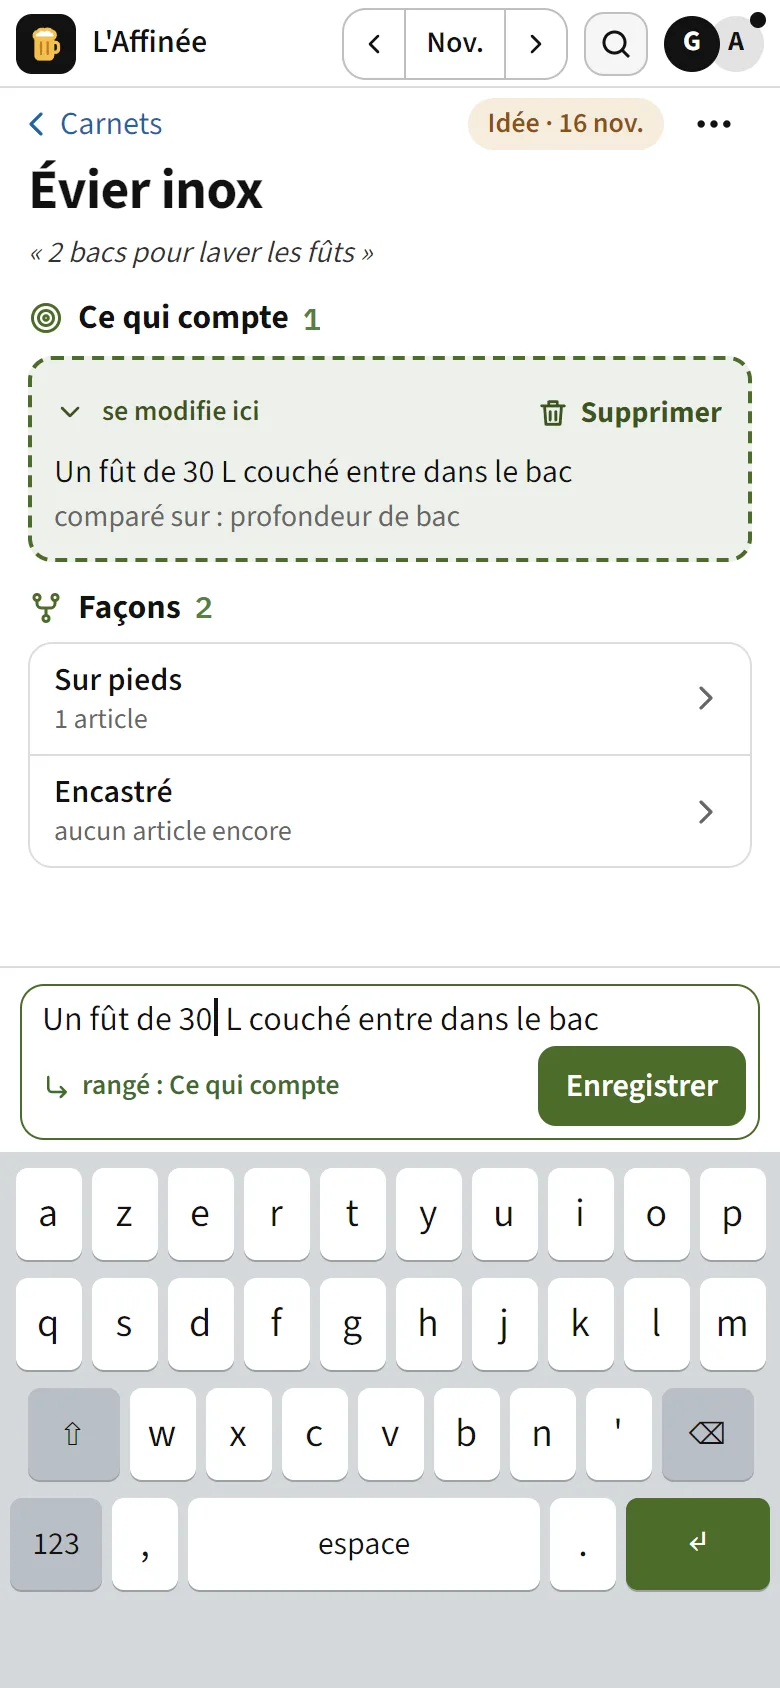 L'Affinée
Nov.
G
A
Carnets
Idée · 16 nov.
Évier inox
« 2 bacs pour laver les fûts »
Ce qui compte 1
se modifie ici
Supprimer
Un fût de 30 L couché entre dans le bac
comparé sur : profondeur de bac
Façons 2
Sur pieds
1 article
Encastré
aucun article encore
Un fût de 30 L couché entre dans le bac
rangé : Ce qui compte
Enregistrer
a z e r t y u i o p
q s d f g h j k l m
⇧ w x c v b n ' ⌫
123 , espace . ↵